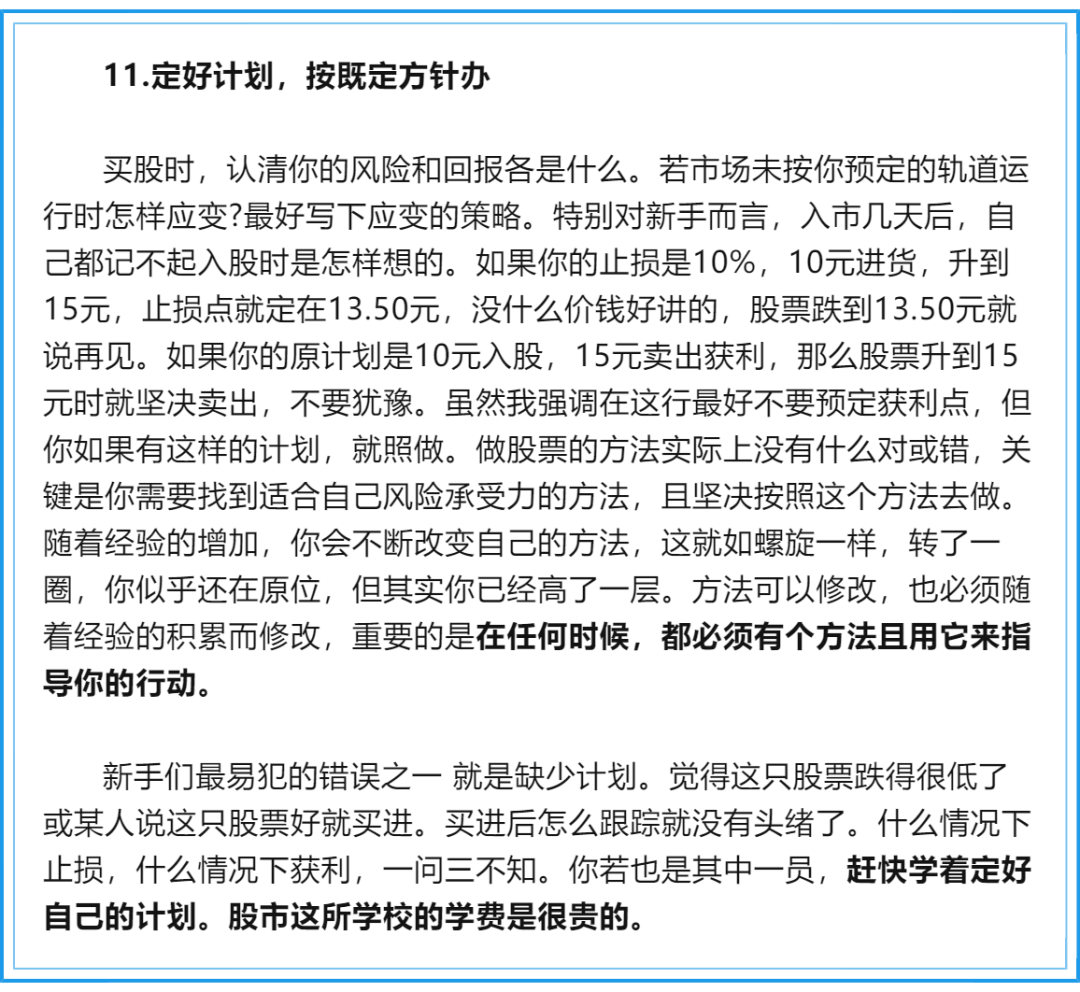 11.定好计划，按既定方针办
买股时，认清你的风险和回报各是什么。若市场未按你预定的轨道运
行时怎样应变?最好写下应变的策略。特别对新手而言，入市几天后，自
己都记不起入股时是怎样想的。如果你的止损是10%，10元进货，升到
15元，止损点就定在13.50元，没什么价钱好讲的，股票跌到13.50元就
说再见。如果你的原计划是10元入股，15元卖出获利，那么股票升到15
元时就坚决卖出，不要犹豫。虽然我强调在这行最好不要预定获利点，但
你如果有这样的计划，就照做。做股票的方法实际上没有什么对或错，关
键是你需要找到适合自己风险承受力的方法，且坚决按照这个方法去做。
随着经验的增加，你会不断改变自己的方法，这就如螺旋一样，转了一
圈，你似乎还在原位，但其实你已经高了一层。方法可以修改，也必须随
着经验的积累而修改，重要的是在任何时候，都必须有个方法且用它来指
导你的行动。
新手们最易犯的错误之一 就是缺少计划。觉得这只股票跌得很低了
或某人说这只股票好就买进。买进后怎么跟踪就没有头绪了。什么情况下
止损，什么情况下获利，一问三不知。你若也是其中一员，赶快学着定好
自己的计划。股市这所学校的学费是很贵的。